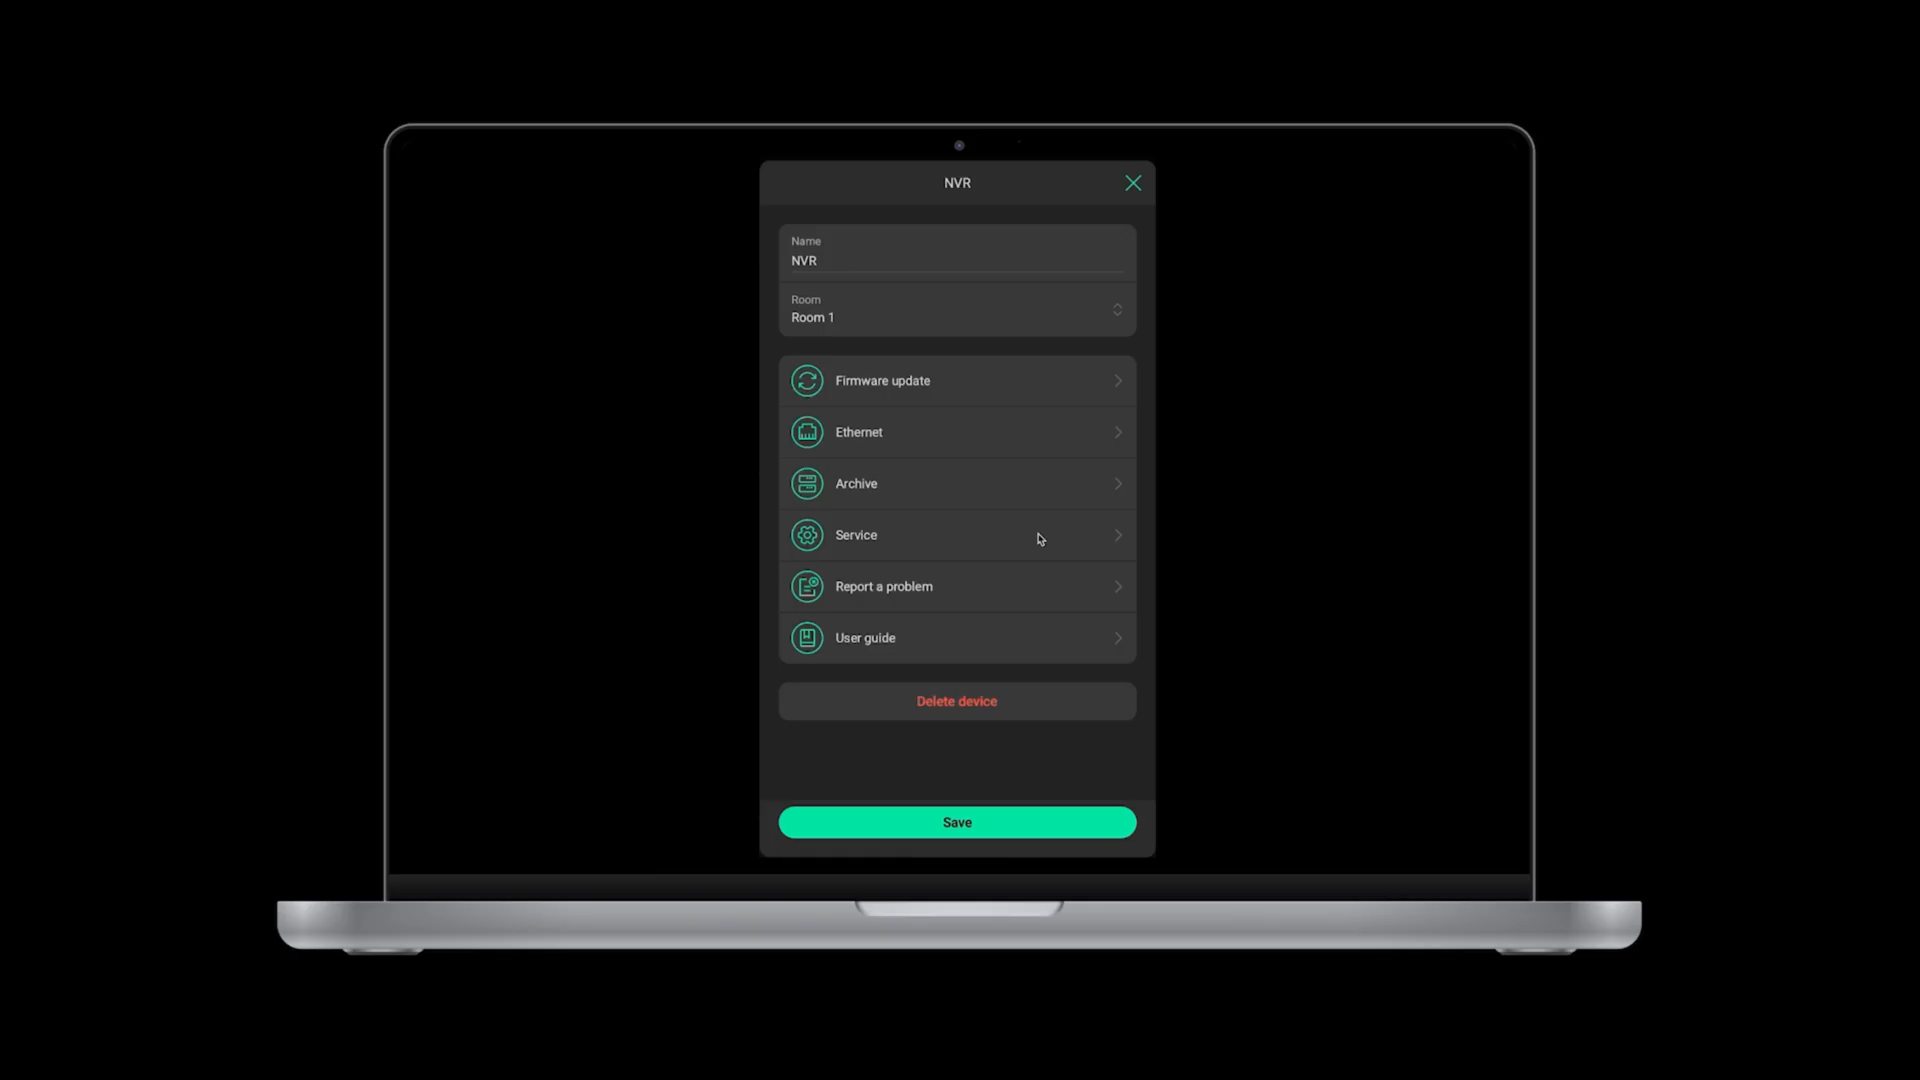 NVR
Name
NVR
Room
Room 1
Firmware update
Ethernet
Archive
Service
Report a problem
User guide
Delete device
Save